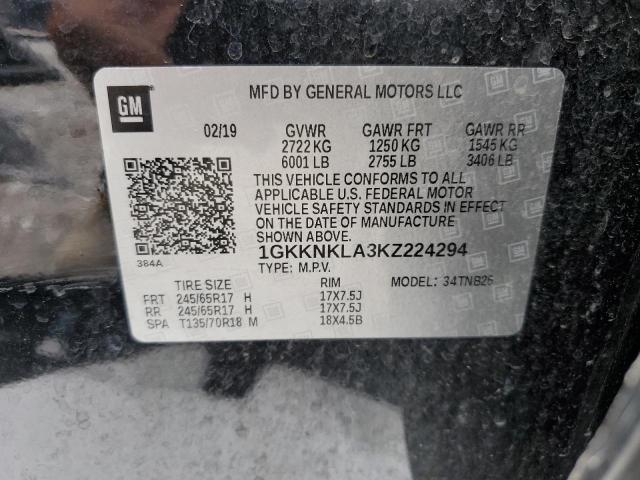 GM
MFD BY GENERAL MOTORS LLC
02/19 GVWR GAWR FRT GAWR RR
2722 KG 1250 KG 1545 KG
6001 LB 2755 LB 3406 LB
THIS VEHICLE CONFORMS TO ALL
APPLICABLE U.S. FEDERAL MOTOR
VEHICLE SAFETY STANDARDS IN EFFECT
ON THE DATE OF MANUFACTURE
SHOWN ABOVE.
384A
1GKKNKLA3KZ224294
TYPE: M.P.V. MODEL: 34TNB26
TIRE SIZE RIM
FRT 245/65R17 H 17X7.5J
RR 245/65R17 H 17X7.5J
SPA T135/70R18 M 18X4.5B